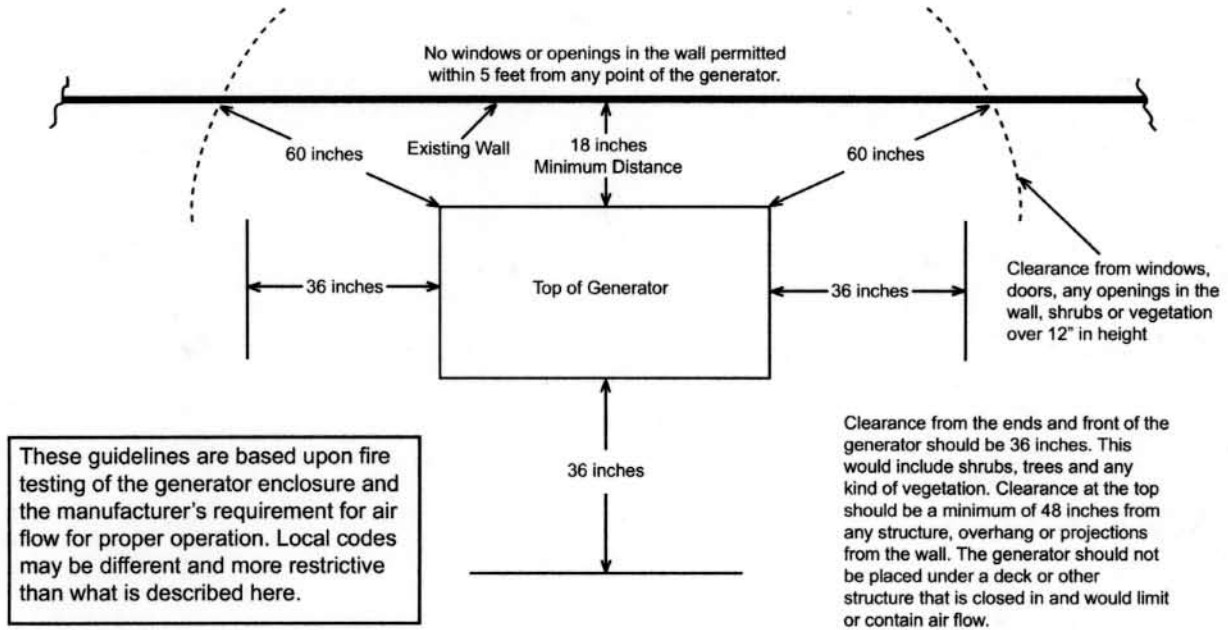 No windows or openings in the wall permitted
within 5 feet from any point of the generator.
60 inches
Existing Wall
18 inches
Minimum Distance
60 inches
36 inches
Top of Generator
36 inches
Clearance from windows,
doors, any openings in the
wall, shrubs or vegetation
over 12" in height
36 inches
These guidelines are based upon fire
testing of the generator enclosure and
the manufacturer's requirement for air
flow for proper operation. Local codes
may be different and more restrictive
than what is described here.
Clearance from the ends and front of the
generator should be 36 inches. This
would include shrubs, trees and any
kind of vegetation. Clearance at the top
should be a minimum of 48 inches from
any structure, overhang or projections
from the wall. The generator should not
be placed under a deck or other
structure that is closed in and would limit
or contain air flow.